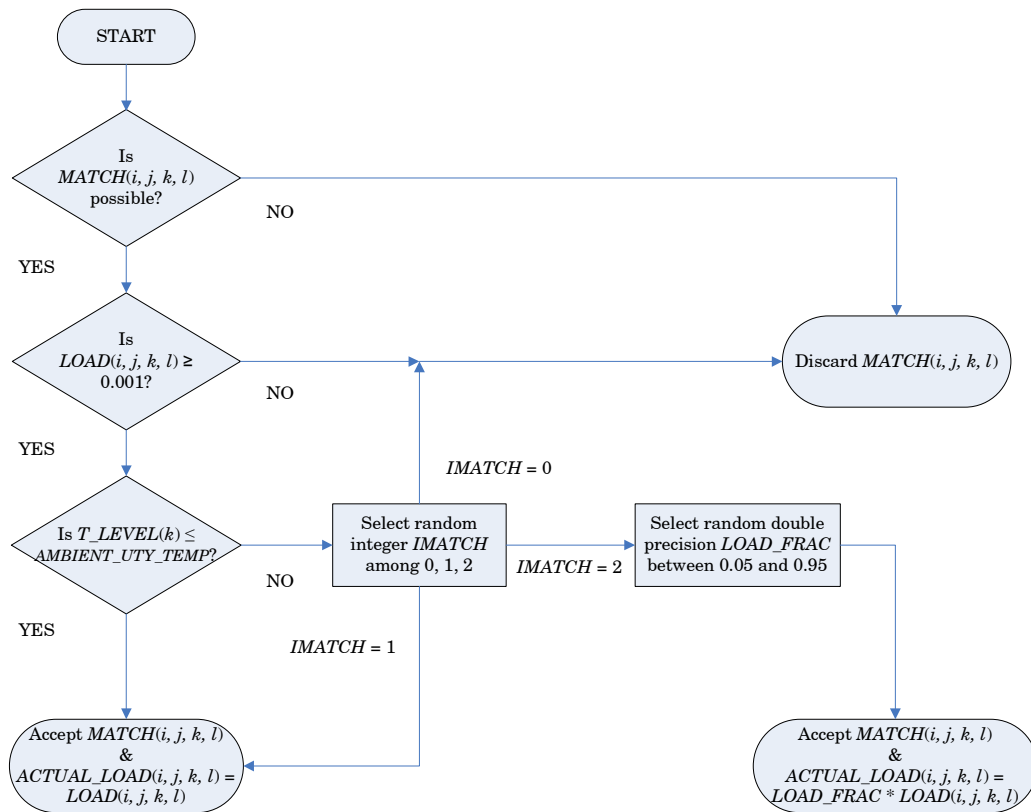 START
Is
MATCH(i, j, k, l)
possible?
NO
YES
Is
LOAD(i, j, k, l) ≥
0.001?
NO
Discard MATCH(i, j, k, l)
YES
IMATCH = 0
Is T_LEVEL(k) ≤
AMBIENT_UTY_TEMP?
NO
Select random
integer IMATCH
among 0, 1, 2
IMATCH = 2
Select random double
precision LOAD_FRAC
between 0.05 and 0.95
YES
IMATCH = 1
Accept MATCH(i, j, k, l)
&
ACTUAL_LOAD(i, j, k, l) =
LOAD(i, j, k, l)
Accept MATCH(i, j, k, l)
&
ACTUAL_LOAD(i, j, k, l) =
LOAD_FRAC * LOAD(i, j, k, l)